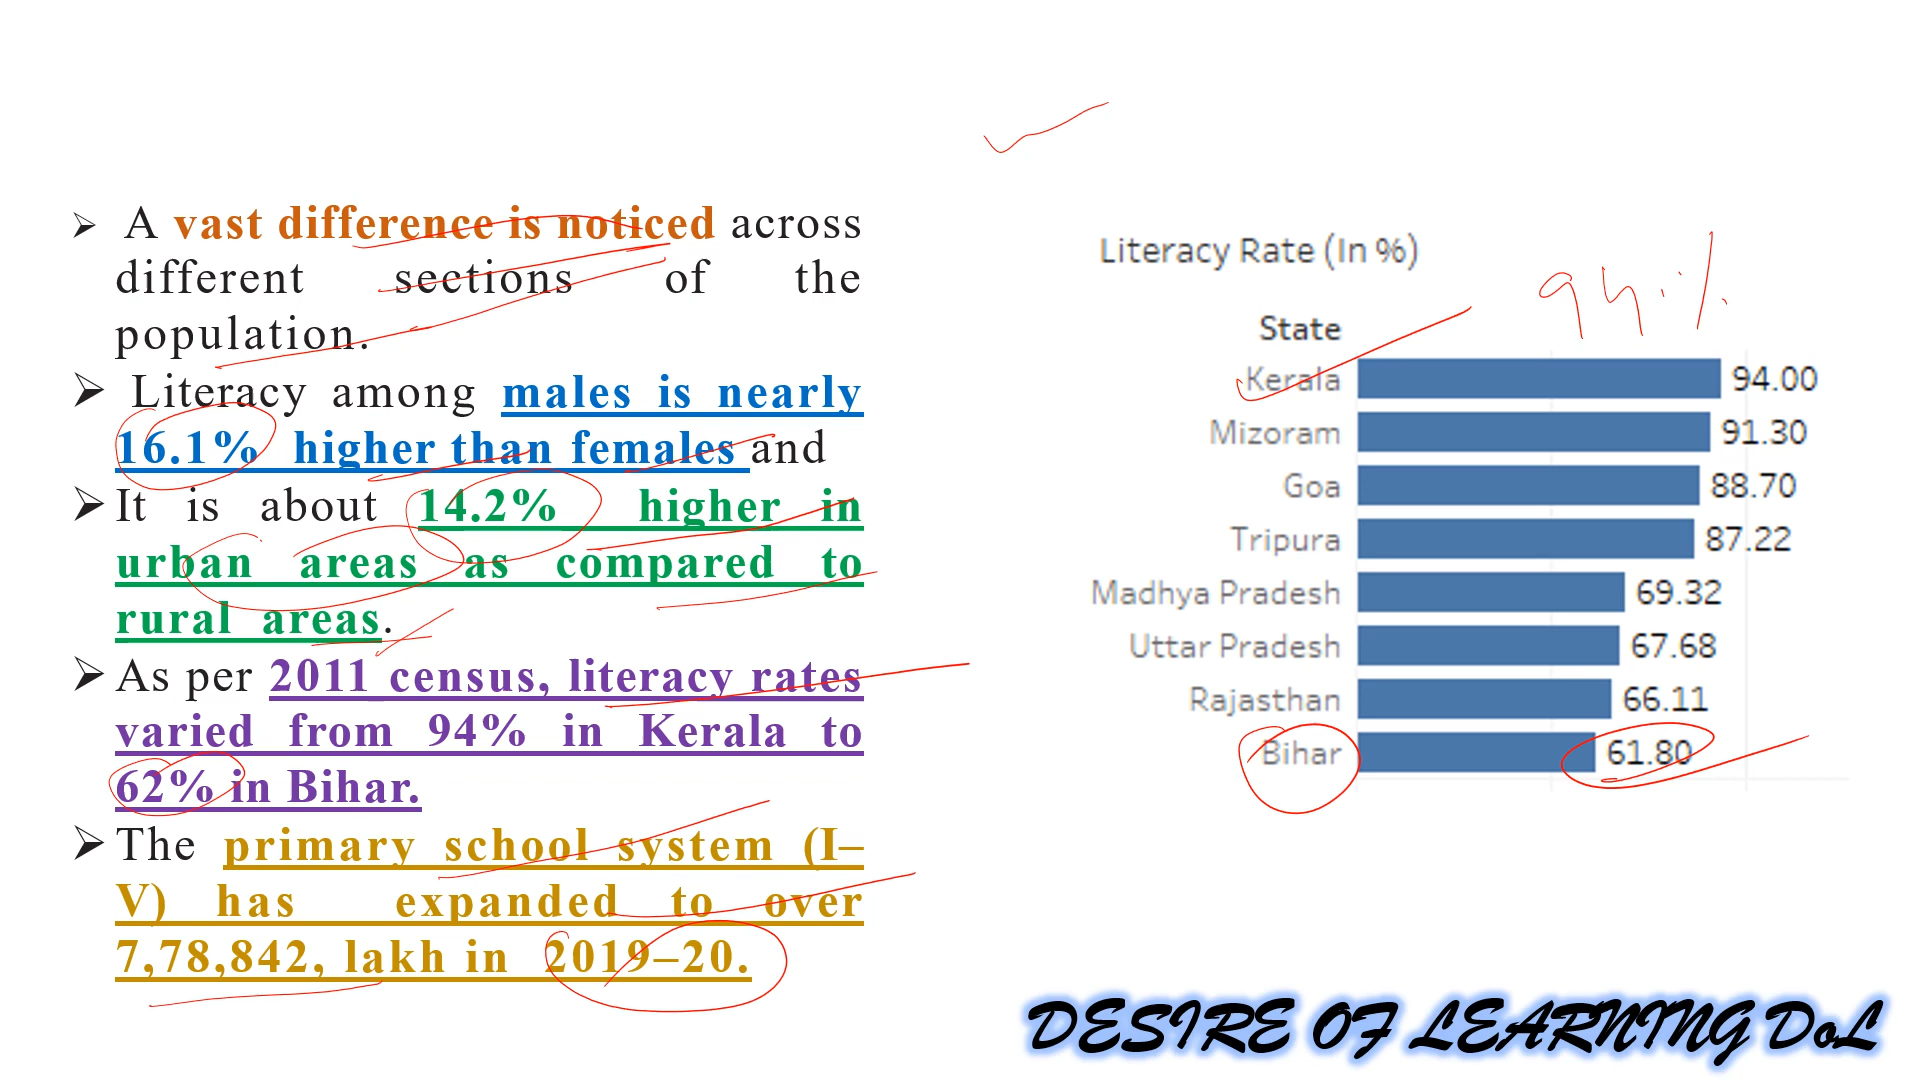 ➢ A vast difference is noticed across
different sections of the
population.
➢ Literacy among males is nearly
16.1% higher than females and
➢ It is about 14.2% higher in
urban areas as compared to
rural areas.
➢ As per 2011 census, literacy rates
varied from 94% in Kerala to
62% in Bihar.
➢ The primary school system (I–
V) has expanded to over
7,78,842, lakh in 2019–20.
Literacy Rate (In %)
94%
State
Kerala 94.00
Mizoram 91.30
Goa 88.70
Tripura 87.22
Madhya Pradesh 69.32
Uttar Pradesh 67.68
Rajasthan 66.11
Bihar 61.80
DESIRE OF LEARNING DoL